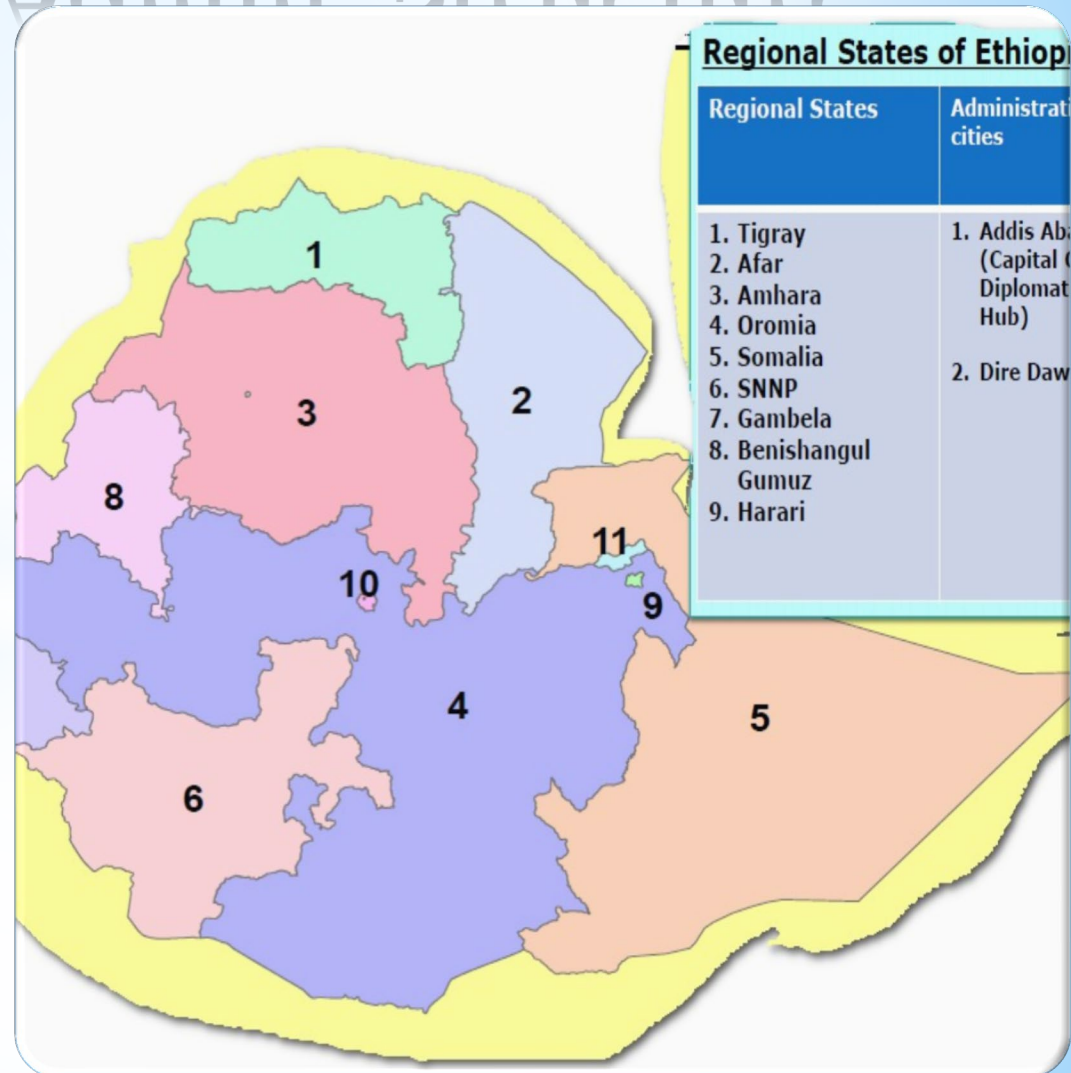 Regional States of Ethiop
Regional States
Administrati
cities
1. Tigray
2. Afar
3. Amhara
4. Oromia
5. Somalia
6. SNNP
7. Gambela
8. Benishangul
Gumuz
9. Harari
1. Addis Ab
(Capital
Diplomat
Hub)
2. Dire Daw
1
2
3
8
11
10
9
4
5
6